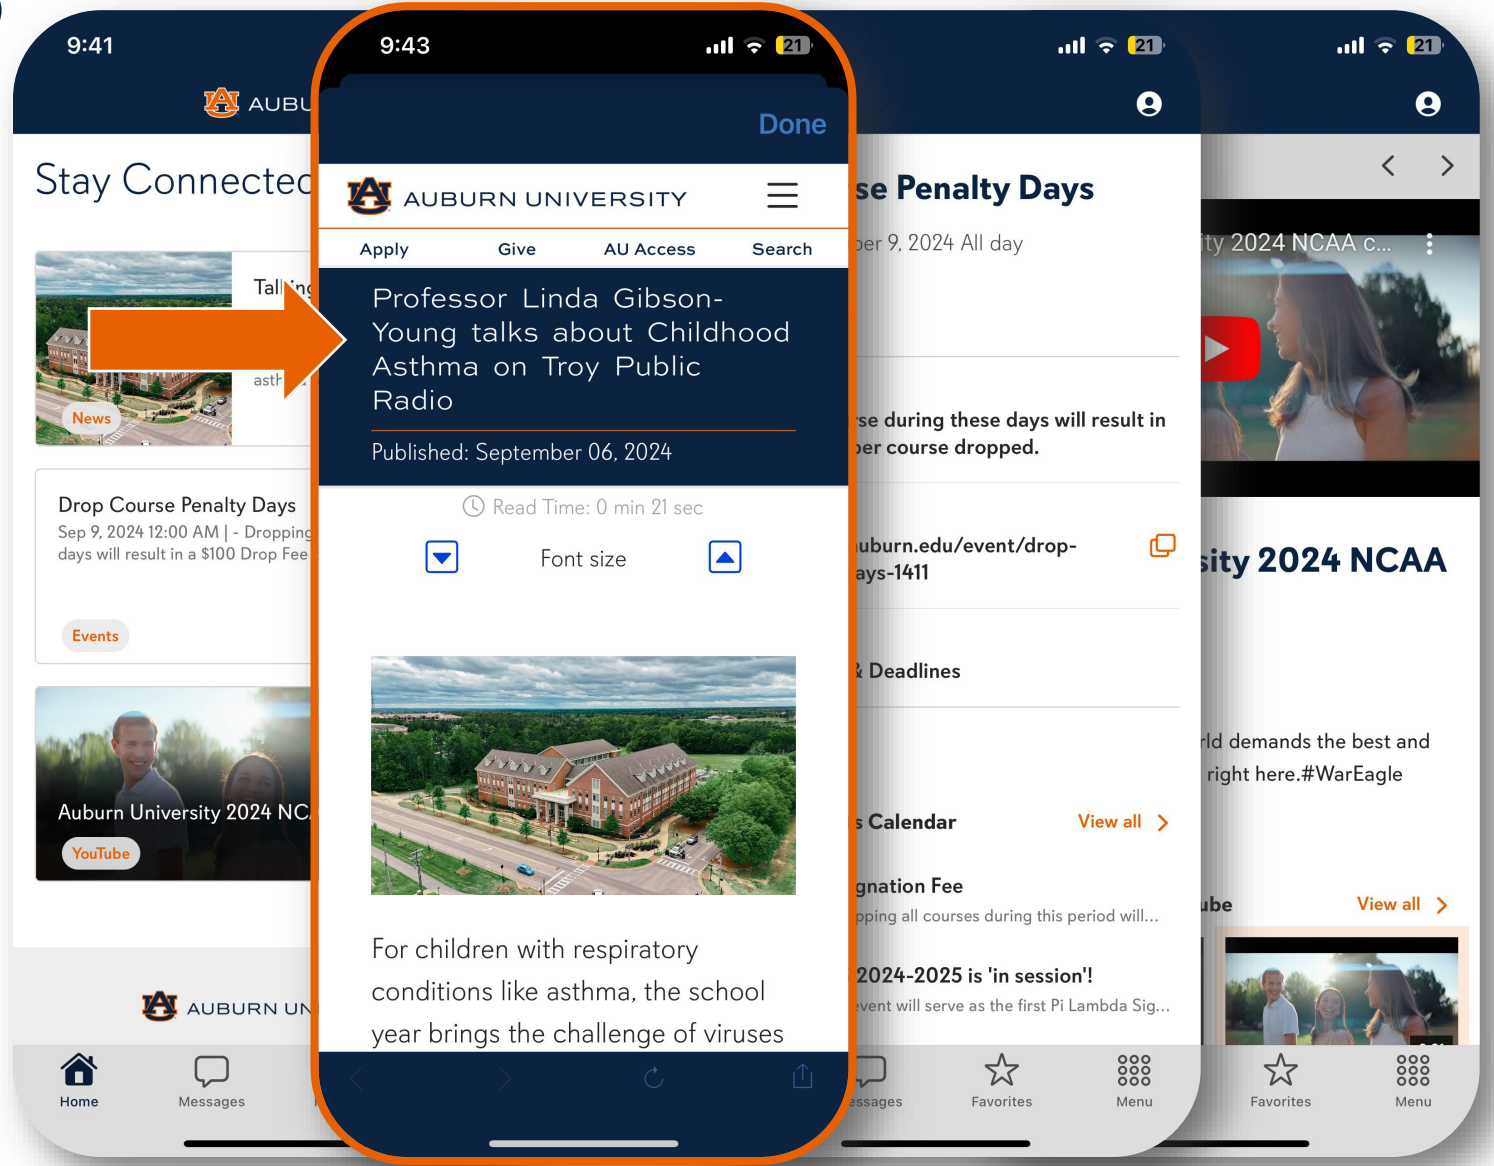 9:41
AUBU
Stay Connected
Talking
asth
News
Drop Course Penalty Days
Sep 9, 2024 12:00 AM | - Dropping
days will result in a $100 Drop Fee
Events
Auburn University 2024 NC
YouTube
AUBURN UN
Home
Messages
9:43
21
Done
AUBURN UNIVERSITY
Apply
Give
AU Access
Search
Professor Linda Gibson-
Young talks about Childhood
Asthma on Troy Public
Radio
Published: September 06, 2024
Read Time: 0 min 21 sec
Font size
For children with respiratory
conditions like asthma, the school
year brings the challenge of viruses
21
se Penalty Days
ber 9, 2024 All day
rse during these days will result in
per course dropped.
auburn.edu/event/drop-
ays-1411
& Deadlines
s Calendar
View all
gnation Fee
pping all courses during this period will...
2024-2025 is 'in session'!
event will serve as the first Pi Lambda Sig...
essages
Favorites
Menu
21
ity 2024 NCAA c...
sity 2024 NCAA
rld demands the best and
right here.#WarEagle
ube
View all
Favorites
Menu